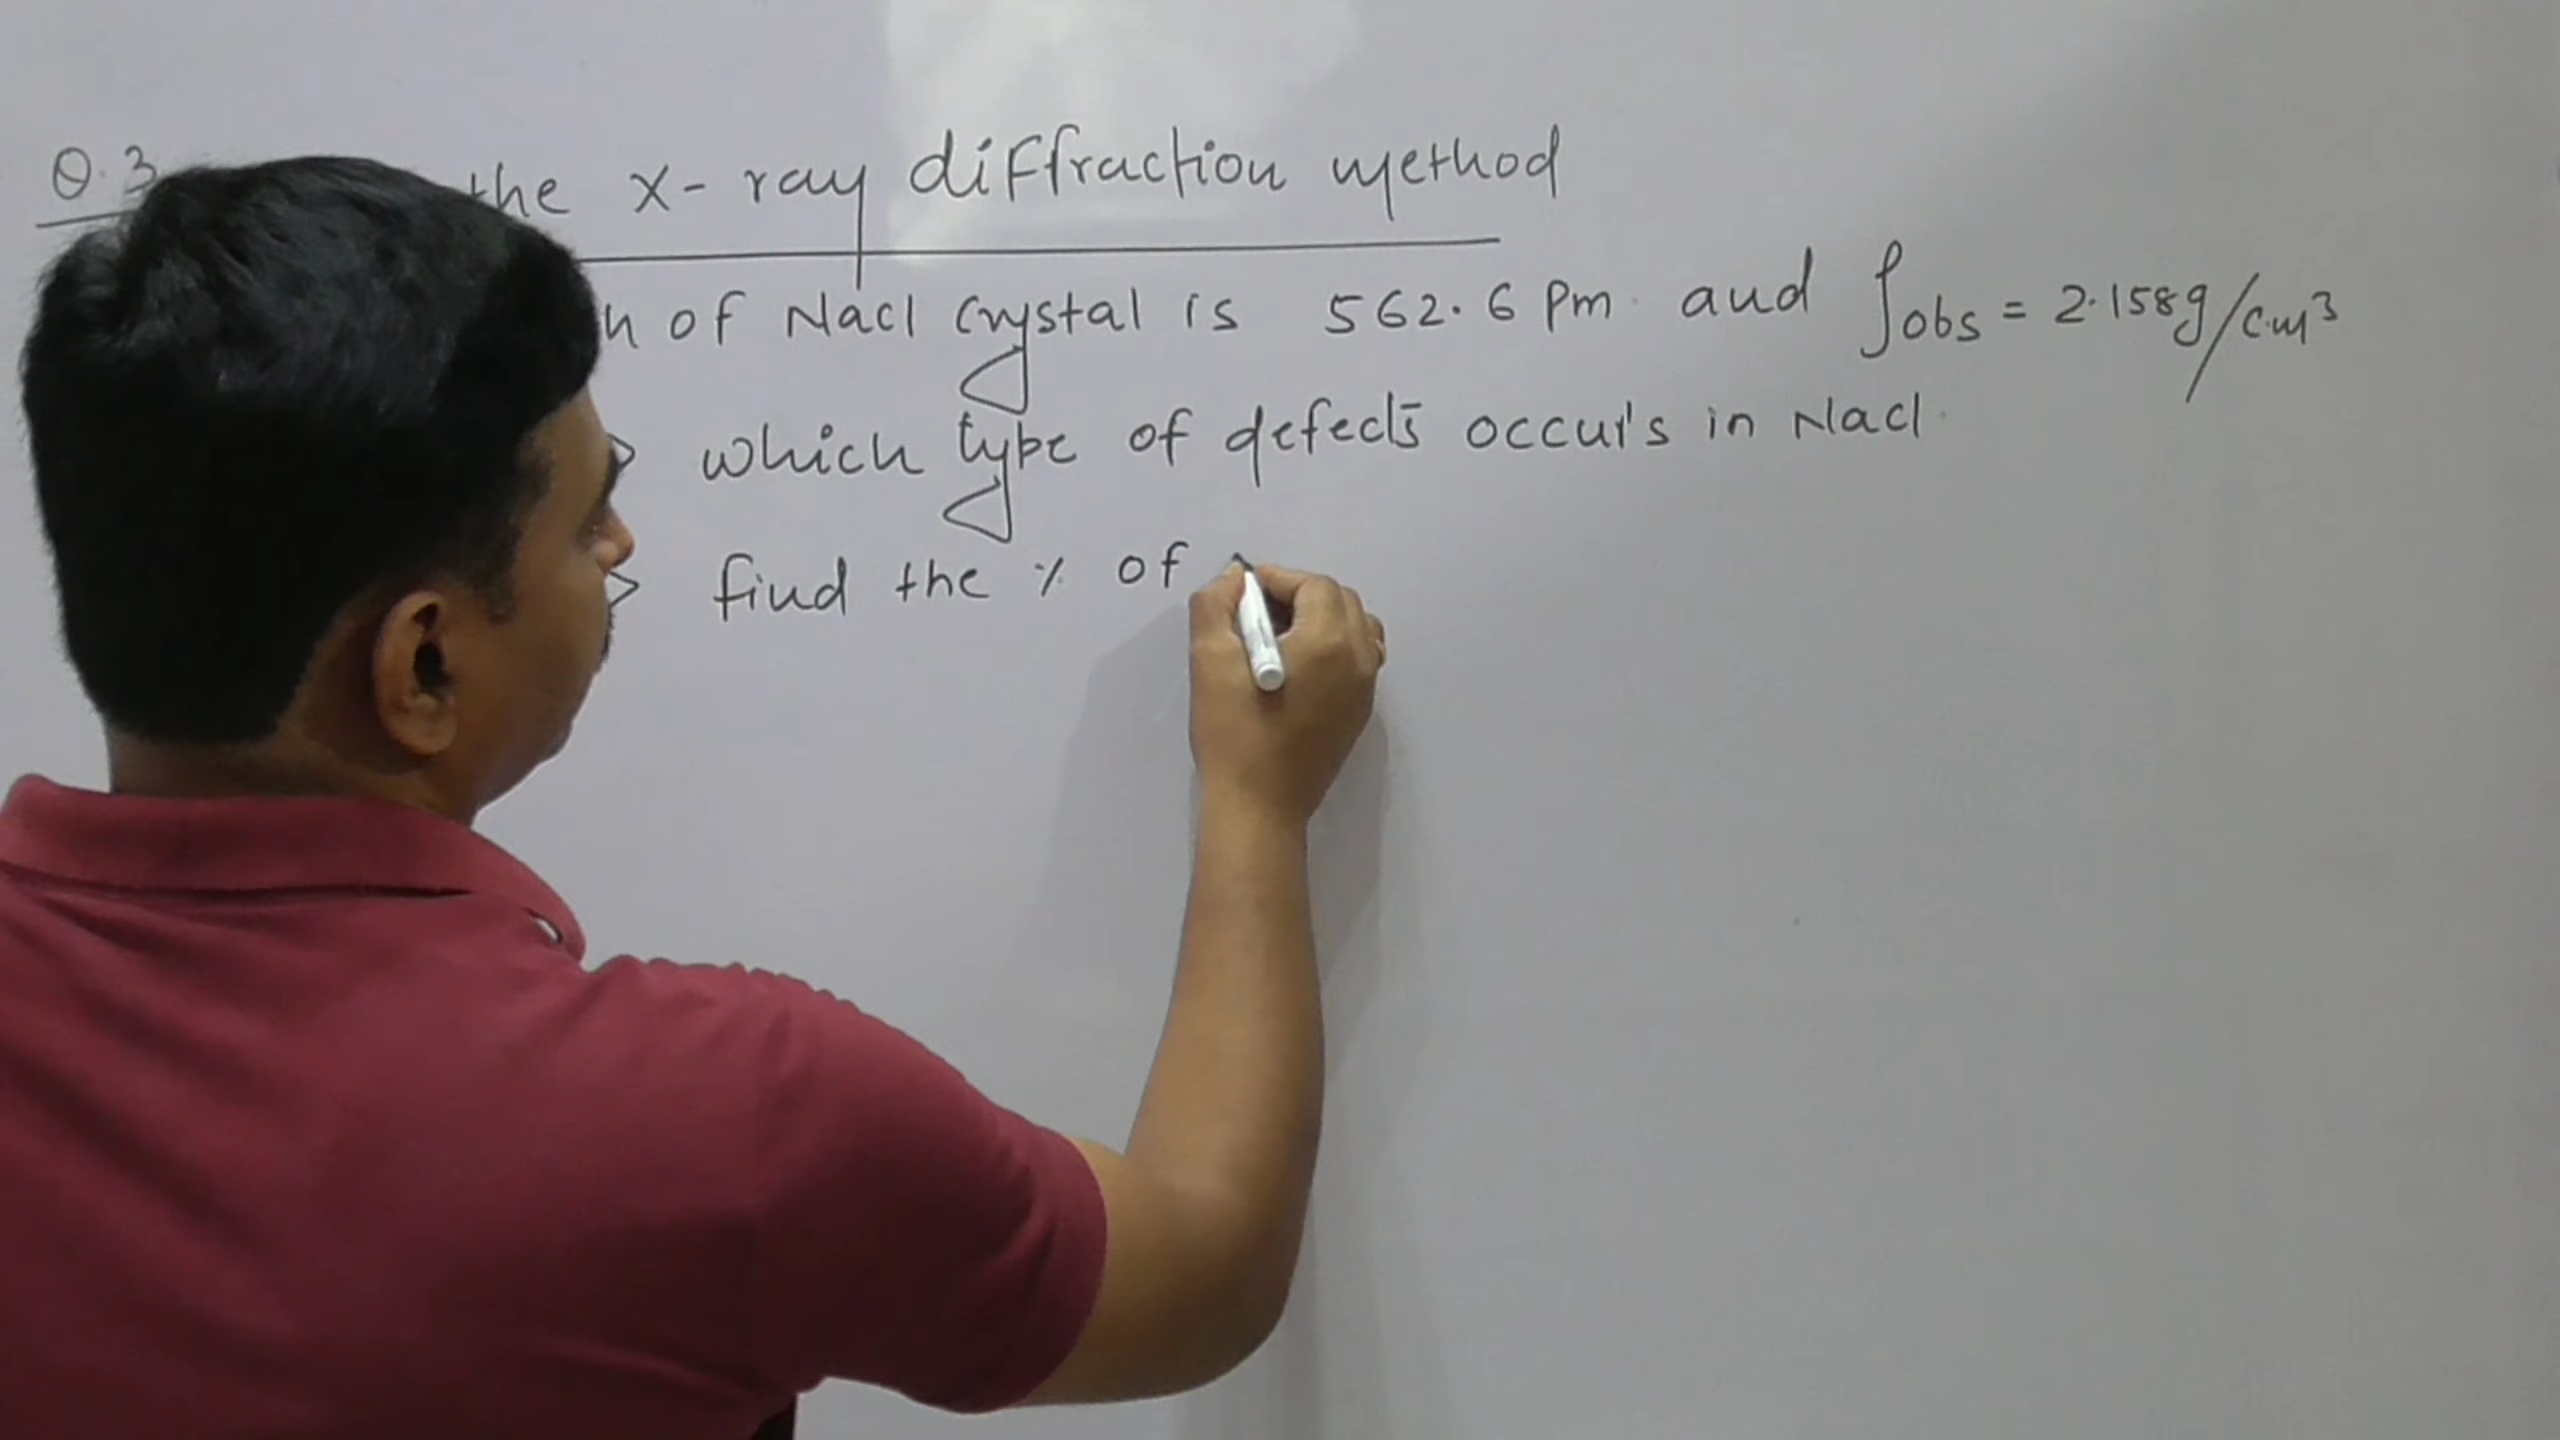 Q.3 the x-ray diffraction method
of Nacl crystal is 562.6 Pm and ρobs = 2.158g/cm³
> which type of defects occur's in Nacl.
> find the % of